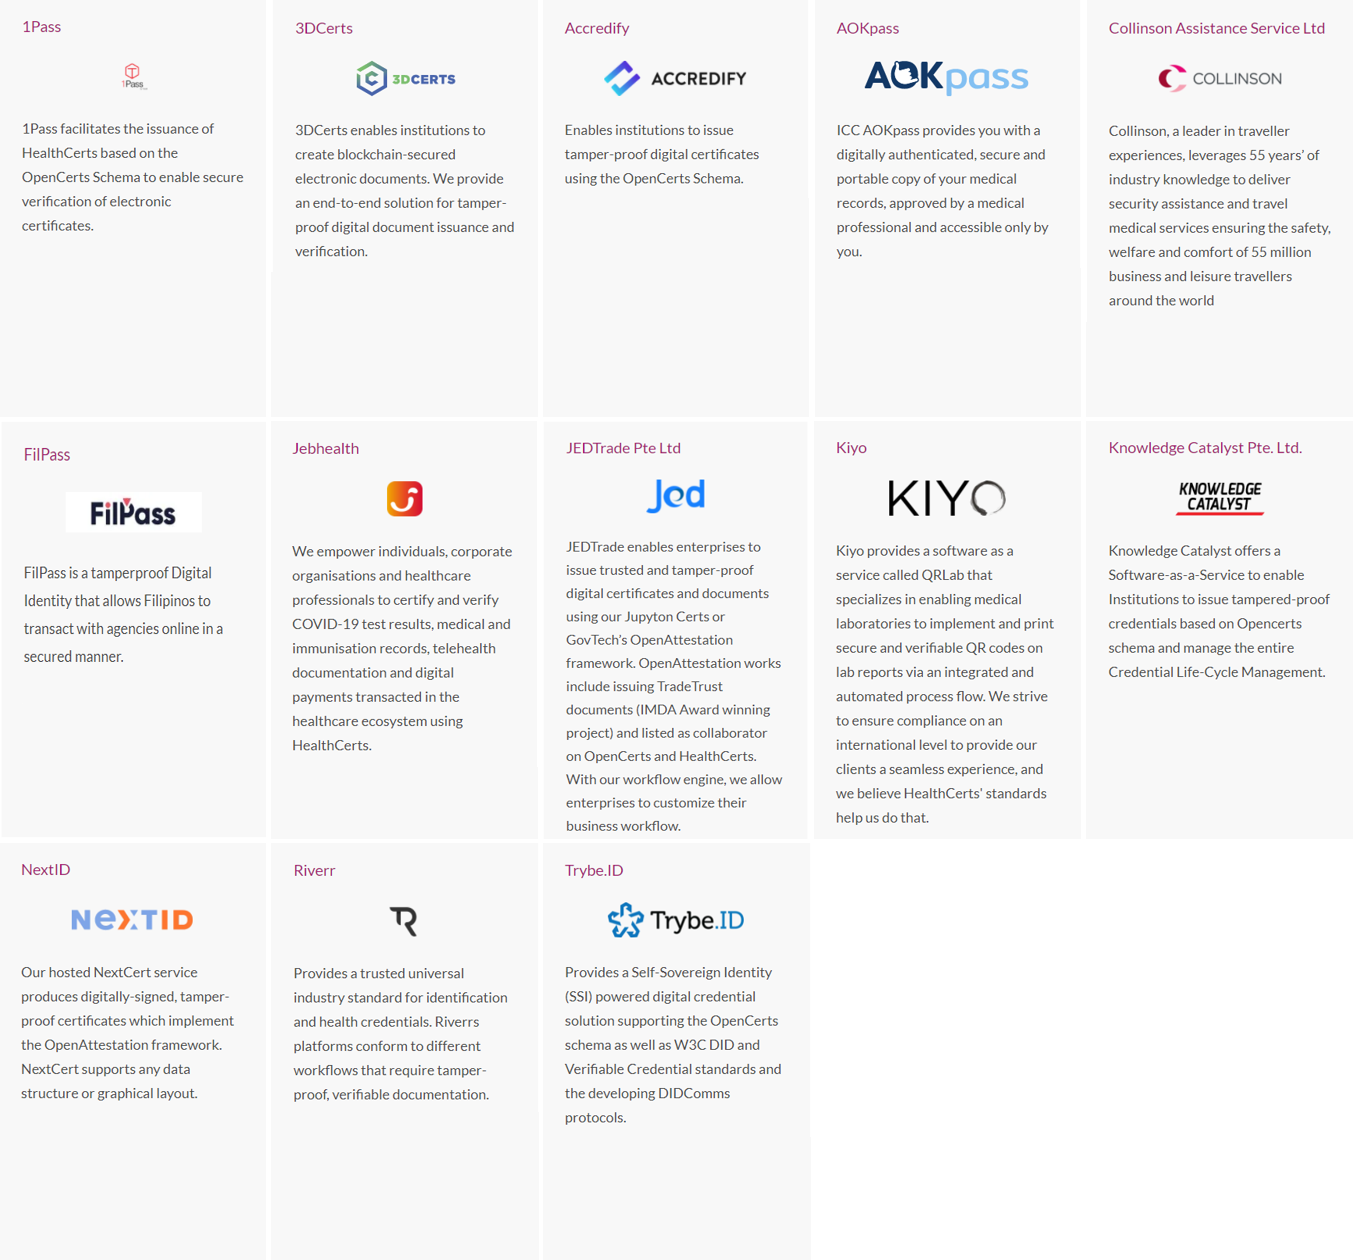 1Pass
1Pass
1Pass facilitates the issuance of
HealthCerts based on the
OpenCerts Schema to enable secure
verification of electronic
certificates.
3DCerts
3DCERTS
3DCerts enables institutions to
create blockchain-secured
electronic documents. We provide
an end-to-end solution for tamper-
proof digital document issuance and
verification.
Accredify
ACCREDIFY
Enables institutions to issue
tamper-proof digital certificates
using the OpenCerts Schema.
AOKpass
AOKpass
ICC AOKpass provides you with a
digitally authenticated, secure and
portable copy of your medical
records, approved by a medical
professional and accessible only by
you.
Collinson Assistance Service Ltd
COLLINSON
Collinson, a leader in traveller
experiences, leverages 55 years' of
industry knowledge to deliver
security assistance and travel
medical services ensuring the safety,
welfare and comfort of 55 million
business and leisure travellers
around the world
FilPass
FilPass
FilPass is a tamperproof Digital
Identity that allows Filipinos to
transact with agencies online in a
secured manner.
Jebhealth
We empower individuals, corporate
organisations and healthcare
professionals to certify and verify
COVID-19 test results, medical and
immunisation records, telehealth
documentation and digital
payments transacted in the
healthcare ecosystem using
HealthCerts.
JEDTrade Pte Ltd
Jed
JEDTrade enables enterprises to
issue trusted and tamper-proof
digital certificates and documents
using our Jupyton Certs or
GovTech's OpenAttestation
framework. OpenAttestation works
include issuing TradeTrust
documents (IMDA Award winning
project) and listed as collaborator
on OpenCerts and HealthCerts.
With our workflow engine, we allow
enterprises to customize their
business workflow.
Kiyo
KIYO
Kiyo provides a software as a
service called QRLab that
specializes in enabling medical
laboratories to implement and print
secure and verifiable QR codes on
lab reports via an integrated and
automated process flow. We strive
to ensure compliance on an
international level to provide our
clients a seamless experience, and
we believe HealthCerts' standards
help us do that.
Knowledge Catalyst Pte. Ltd.
KNOWLEDGE
CATALYST
Knowledge Catalyst offers a
Software-as-a-Service to enable
Institutions to issue tampered-proof
credentials based on Opencerts
schema and manage the entire
Credential Life-Cycle Management.
NextID
NeXTID
Our hosted NextCert service
produces digitally-signed, tamper-
proof certificates which implement
the OpenAttestation framework.
NextCert supports any data
structure or graphical layout.
Riverr
Provides a trusted universal
industry standard for identification
and health credentials. Riverrs
platforms conform to different
workflows that require tamper-
proof, verifiable documentation.
Trybe.ID
Trybe.ID
Provides a Self-Sovereign Identity
(SSI) powered digital credential
solution supporting the OpenCerts
schema as well as W3C DID and
Verifiable Credential standards and
the developing DIDComms
protocols.